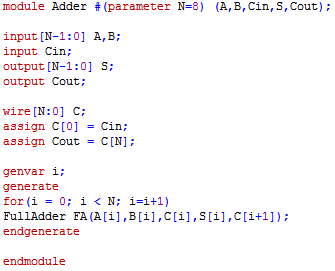 module Adder #(parameter N=8) (A,B,Cin,S,Cout);
input[N-1:0] A,B;
input Cin;
output[N-1:0] S;
output Cout;
wire[N:0] C;
assign C[0] = Cin;
assign Cout = C[N];
genvar i;
generate
for(i = 0; i < N; i=i+1)
FullAdder FA(A[i],B[i],C[i],S[i],C[i+1]);
endgenerate
endmodule